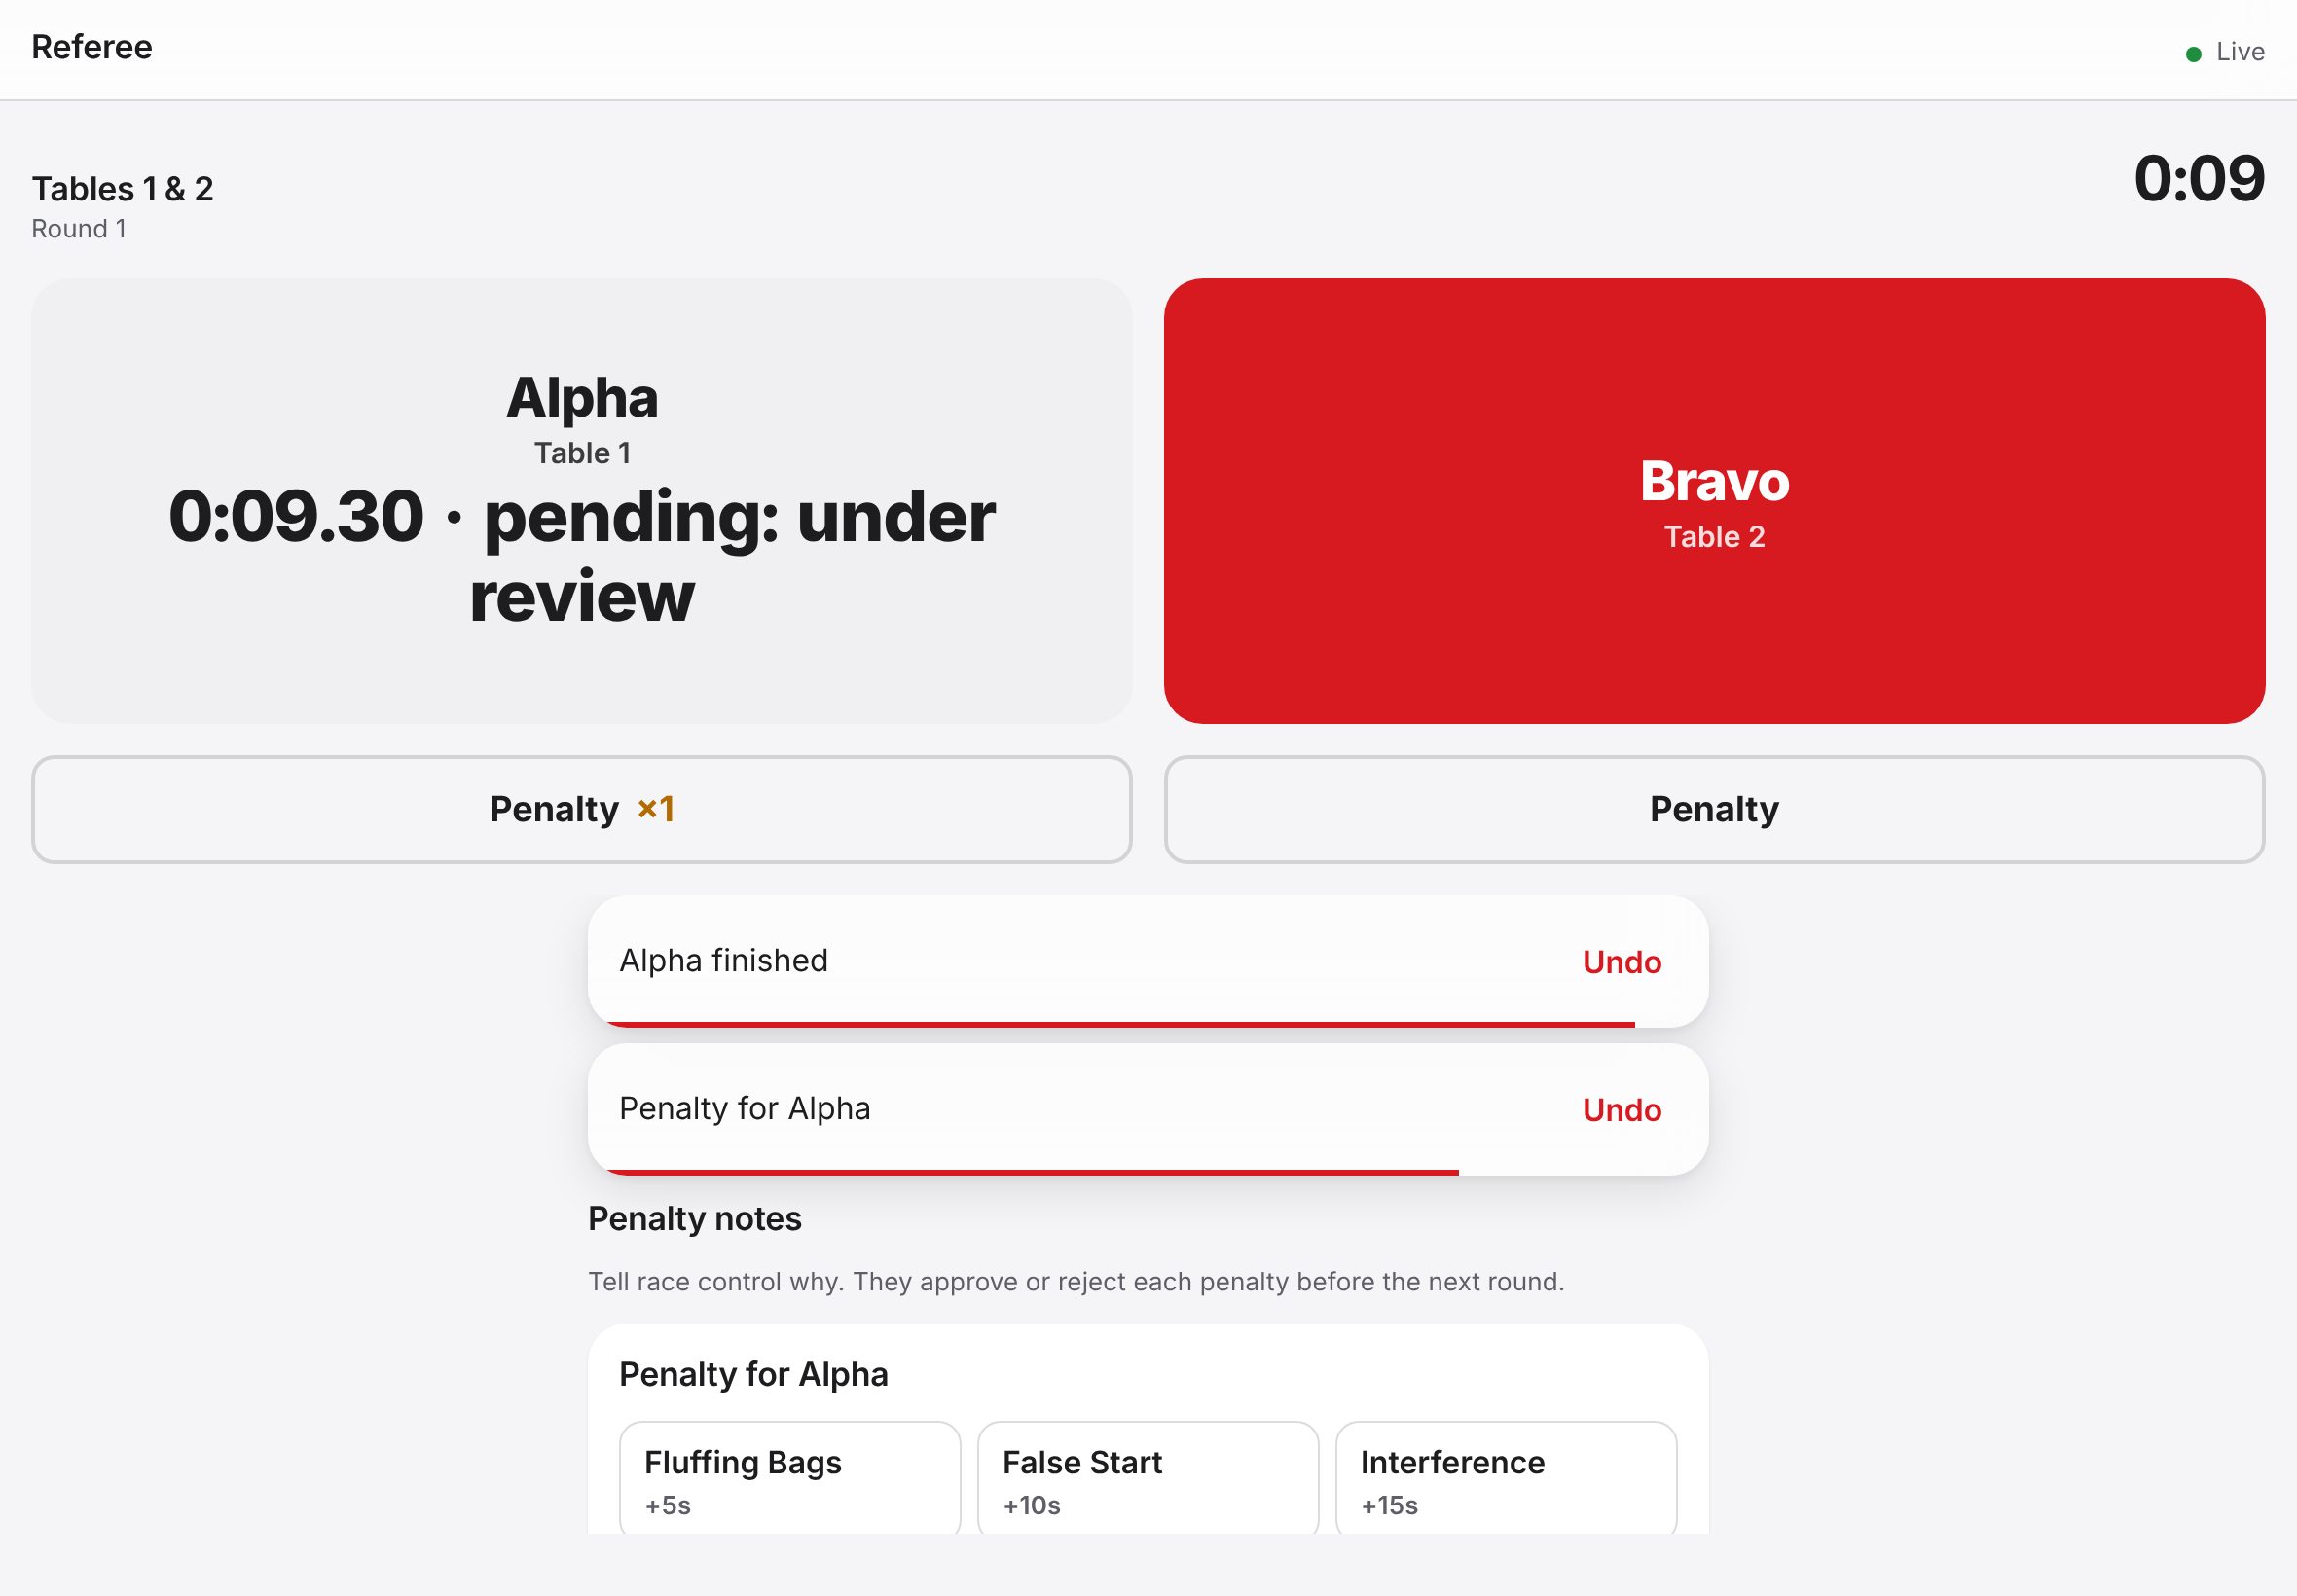 Referee
Live
Tables 1 & 2
Round 1
0:09
Alpha
Table 1
0:09.30 · pending: under
review
Bravo
Table 2
Penalty ×1
Penalty
Alpha finished
Undo
Penalty for Alpha
Undo
Penalty notes
Tell race control why. They approve or reject each penalty before the next round.
Penalty for Alpha
Fluffing Bags
+5s
False Start
+10s
Interference
+15s